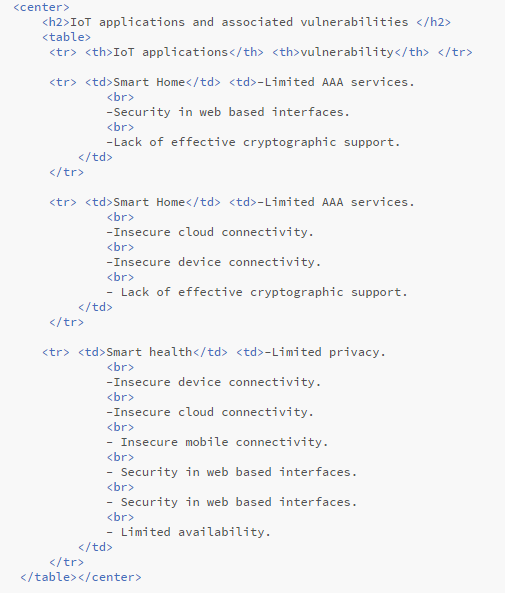 <center>
<h2>IoT applications and associated vulnerabilities </h2>
<table>
<tr> <th>IoT applications</th> <th>vulnerability</th> </tr>
<tr> <td>Smart Home</td> <td>-Limited AAA services.
<br>
-Security in web based interfaces.
<br>
-Lack of effective cryptographic support.
</td>
</tr>
<tr> <td>Smart Home</td> <td>-Limited AAA services.
<br>
-Insecure cloud connectivity.
<br>
-Insecure device connectivity.
<br>
- Lack of effective cryptographic support.
</td>
</tr>
<tr> <td>Smart health</td> <td>-Limited privacy.
<br>
-Insecure device connectivity.
<br>
-Insecure cloud connectivity.
<br>
- Insecure mobile connectivity.
<br>
- Security in web based interfaces.
<br>
- Security in web based interfaces.
<br>
- Limited availability.
</td>
</tr>
</table></center>